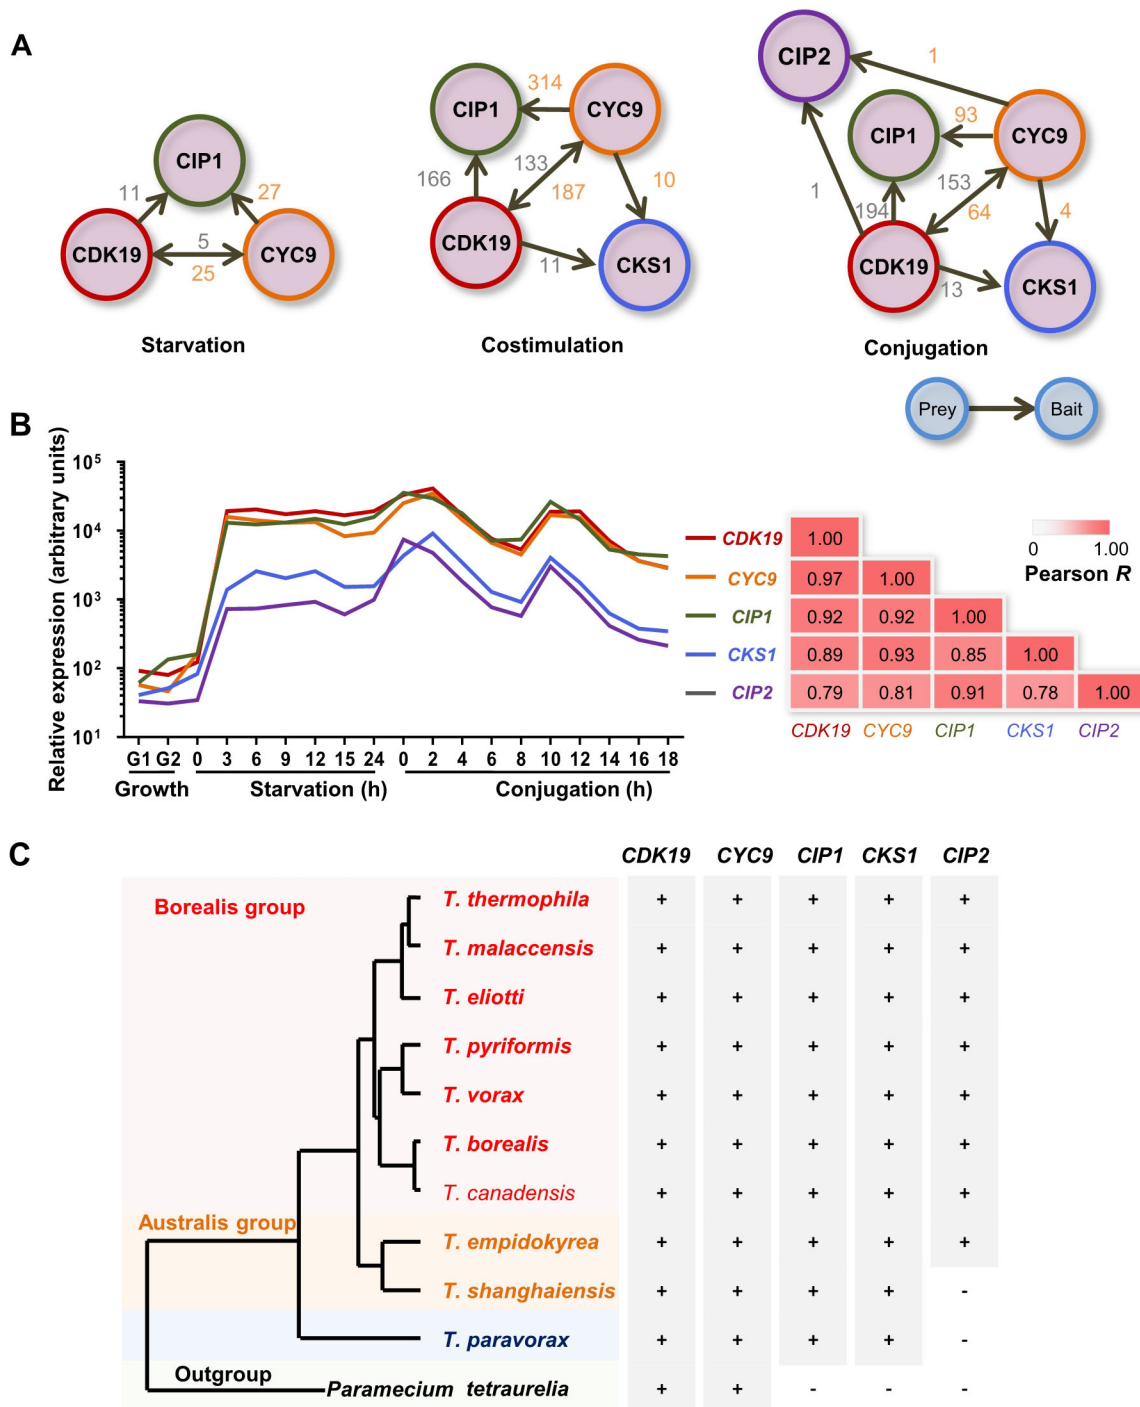 A
CIP1
11
27
CDK19
5
25
CYC9
Starvation
CIP1
314
CYC9
166
133
187
10
CDK19
11
CKS1
Costimulation
CIP2
1
CIP1
93
CYC9
1
194
153
64
4
CDK19
13
CKS1
Conjugation
Prey
Bait
B
Relative expression (arbitrary units)
10⁵
10⁴
10³
10²
10¹
G1 G2 0 3 6 9 12 15 24 0 2 4 6 8 10 12 14 16 18
Growth Starvation (h) Conjugation (h)
CDK19 1.00
CYC9 0.97 1.00
CIP1 0.92 0.92 1.00
CKS1 0.89 0.93 0.85 1.00
CIP2 0.79 0.81 0.91 0.78 1.00
CDK19 CYC9 CIP1 CKS1 CIP2
0 1.00
Pearson R
C
CDK19 CYC9 CIP1 CKS1 CIP2
Borealis group
T. thermophila + + + + +
T. malaccensis + + + + +
T. eliotti + + + + +
T. pyriformis + + + + +
T. vorax + + + + +
T. borealis + + + + +
T. canadensis + + + + +
Australis group
T. empidokyrea + + + + +
T. shanghaiensis + + + + -
T. paravorax + + + + -
Outgroup
Paramecium tetraurelia + + - - -